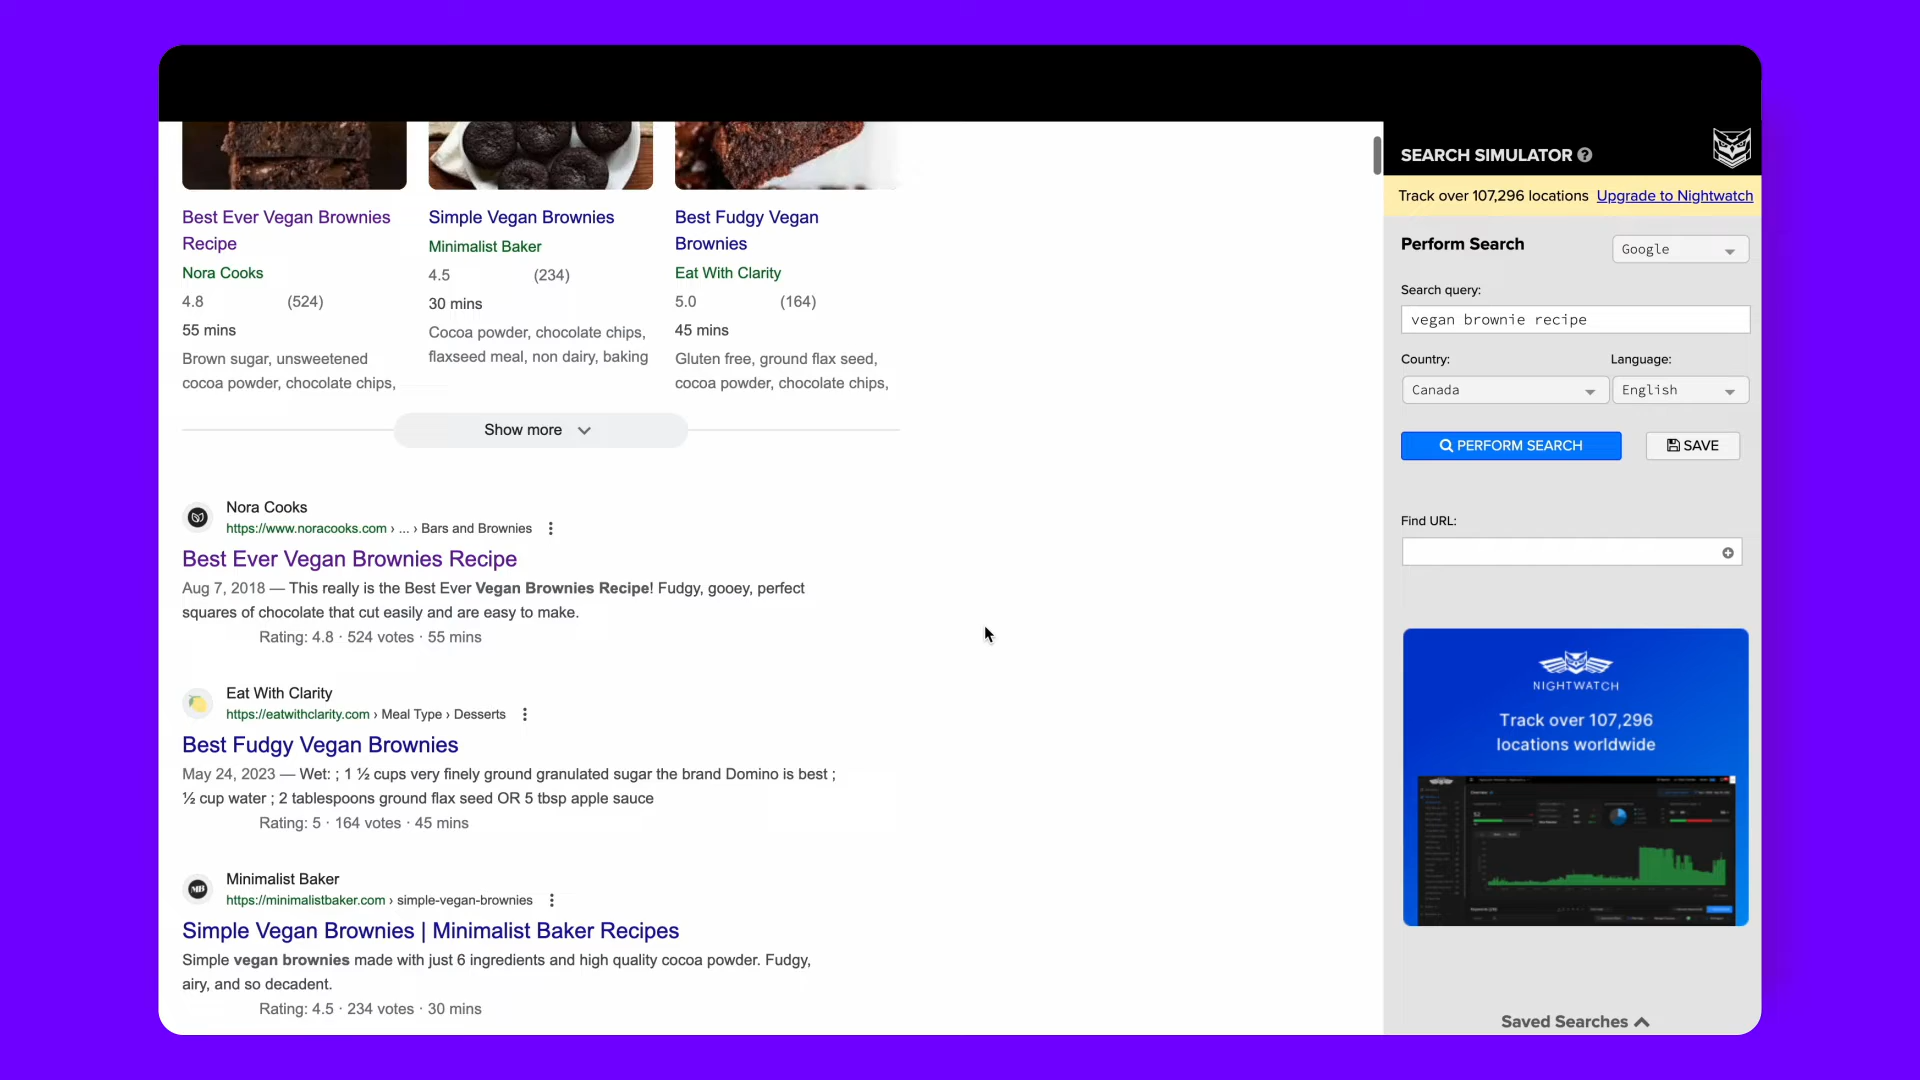 SEARCH SIMULATOR
Track over 107,296 locations Upgrade to Nightwatch
Best Ever Vegan Brownies
Recipe
Nora Cooks
4.8 (524)
55 mins
Brown sugar, unsweetened
cocoa powder, chocolate chips,
Simple Vegan Brownies
Minimalist Baker
4.5 (234)
30 mins
Cocoa powder, chocolate chips,
flaxseed meal, non dairy, baking
Best Fudgy Vegan
Brownies
Eat With Clarity
5.0 (164)
45 mins
Gluten free, ground flax seed,
cocoa powder, chocolate chips,
Show more
Nora Cooks
https://www.noracooks.com › ... › Bars and Brownies
Best Ever Vegan Brownies Recipe
Aug 7, 2018 — This really is the Best Ever Vegan Brownies Recipe! Fudgy, gooey, perfect
squares of chocolate that cut easily and are easy to make.
Rating: 4.8 · 524 votes · 55 mins
Eat With Clarity
https://eatwithclarity.com › Meal Type › Desserts
Best Fudgy Vegan Brownies
May 24, 2023 — Wet: ; 1 ½ cups very finely ground granulated sugar the brand Domino is best ;
½ cup water ; 2 tablespoons ground flax seed OR 5 tbsp apple sauce
Rating: 5 · 164 votes · 45 mins
Minimalist Baker
https://minimalistbaker.com › simple-vegan-brownies
Simple Vegan Brownies | Minimalist Baker Recipes
Simple vegan brownies made with just 6 ingredients and high quality cocoa powder. Fudgy,
airy, and so decadent.
Rating: 4.5 · 234 votes · 30 mins
Perform Search
Google
Search query:
vegan brownie recipe
Country:
Language:
Canada
English
PERFORM SEARCH
SAVE
Find URL:
NIGHTWATCH
Track over 107,296
locations worldwide
Saved Searches